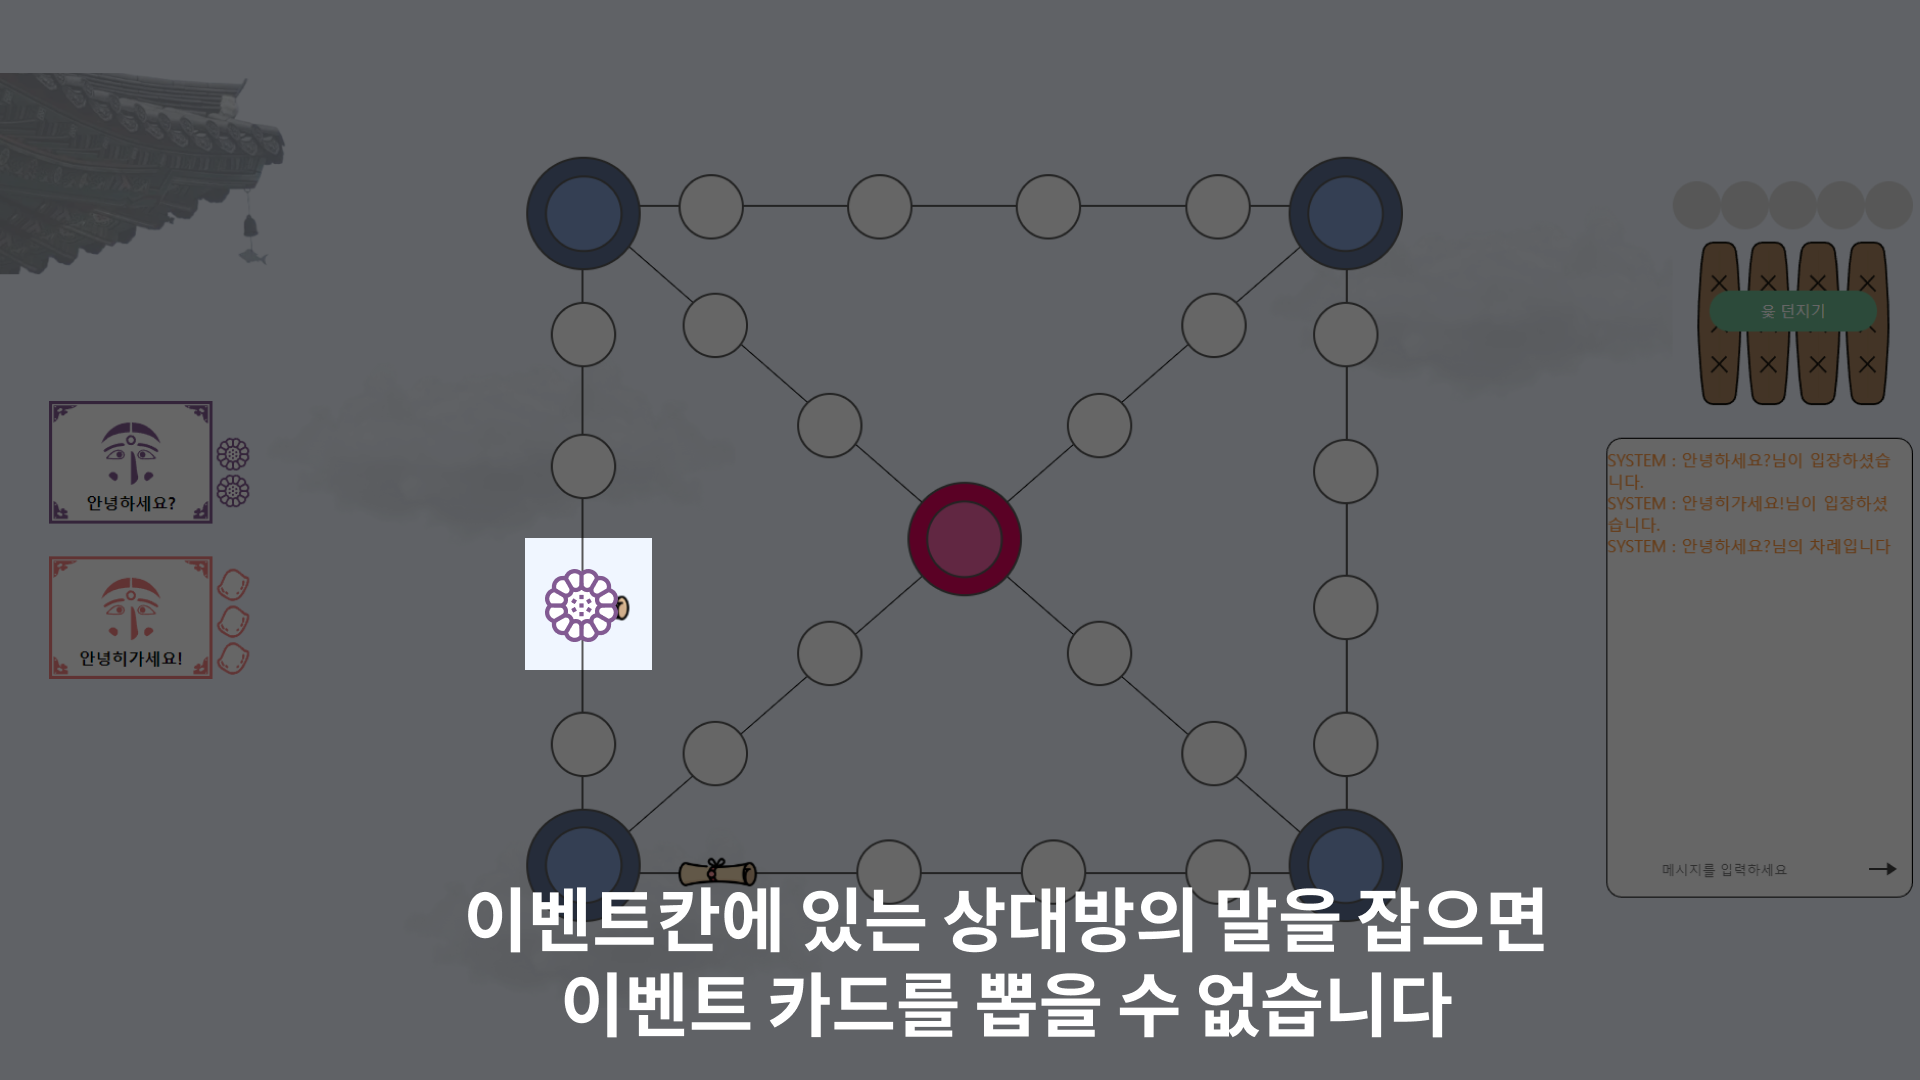 안녕하세요?
안녕히가세요!
윷 던지기
SYSTEM : 안녕하세요?님이 입장하셨습
니다.
SYSTEM : 안녕히가세요!님이 입장하셨
습니다.
SYSTEM : 안녕하세요?님의 차례입니다
메시지를 입력하세요
이벤트칸에 있는 상대방의 말을 잡으면
이벤트 카드를 뽑을 수 없습니다